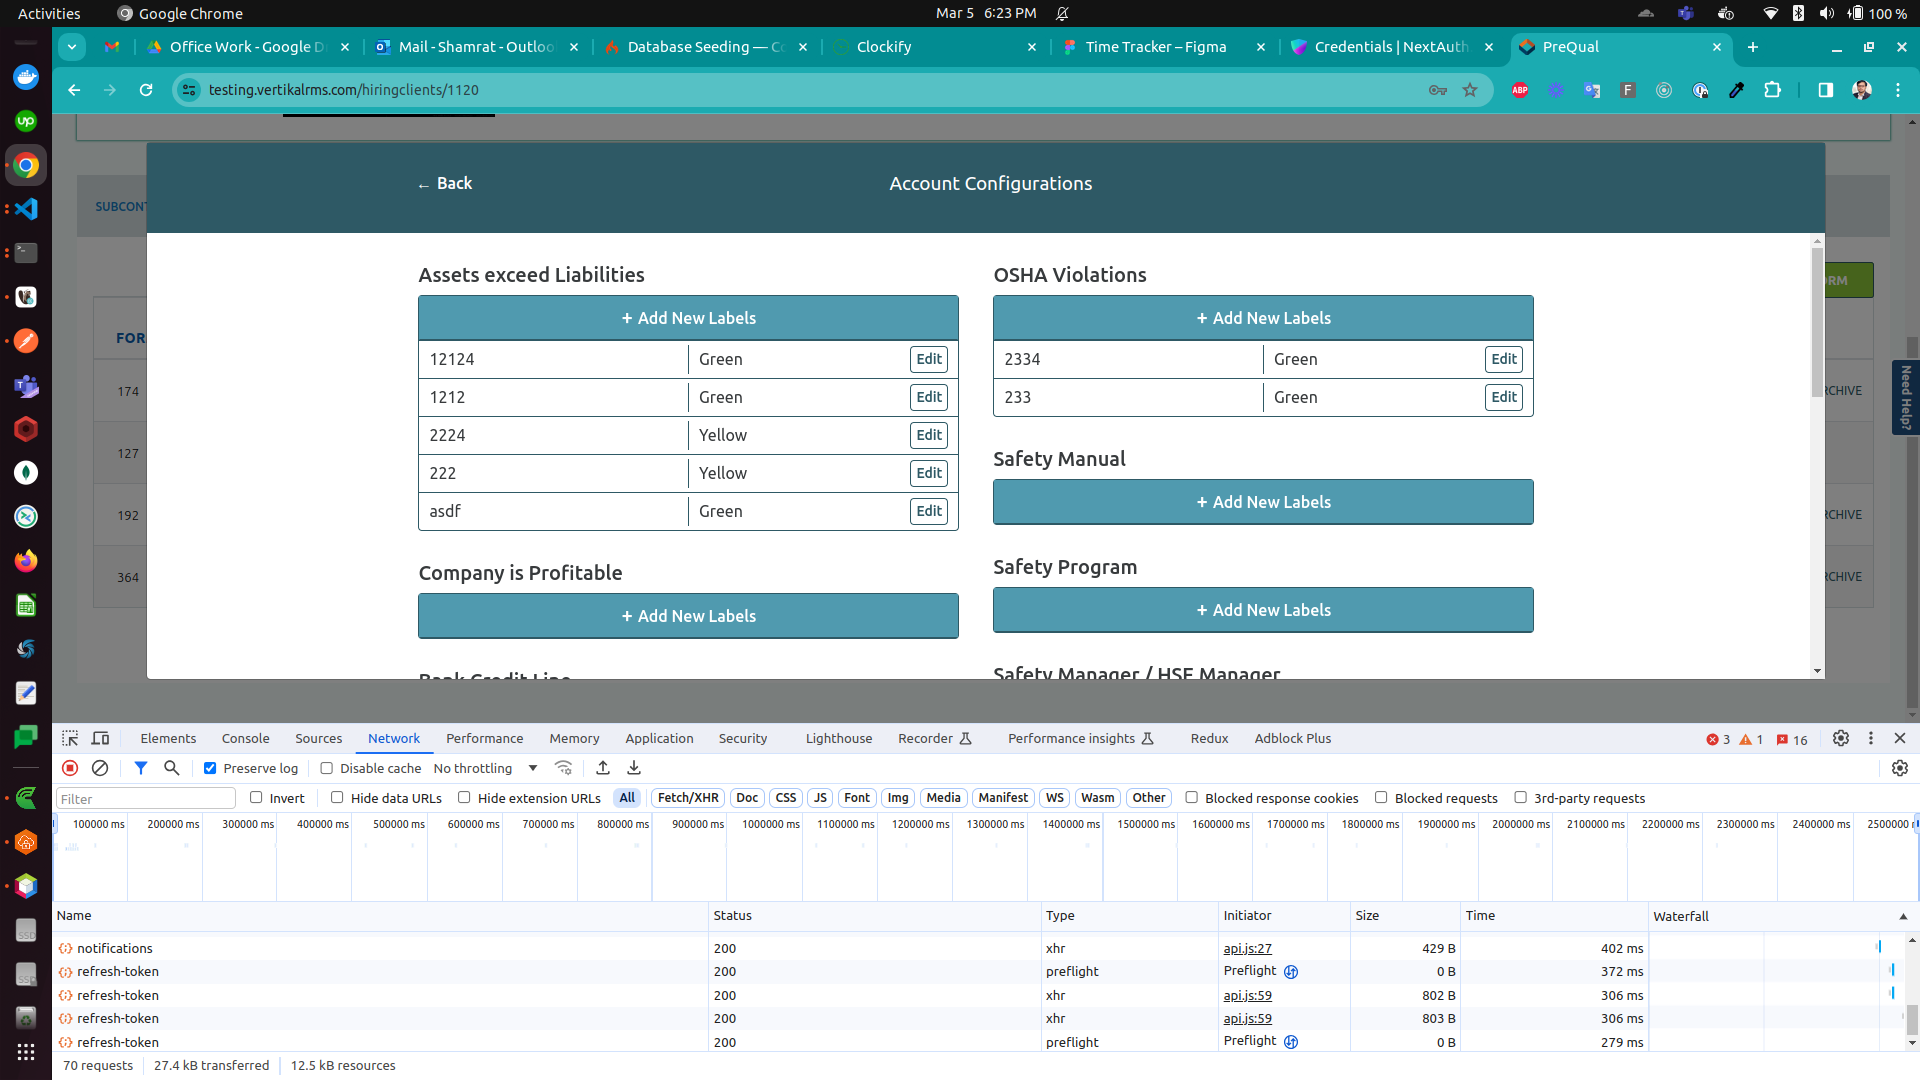 Activities Google Chrome Mar 5 6:23 PM 100 %
Office Work - Google D Mail - Shamrat - Outloo Database Seeding — Co Clockify Time Tracker – Figma Credentials | NextAuth PreQual
testing.vertikalrms.com/hiringclients/1120
ABP F
← Back Account Configurations
SUBCONT
ORM
FOR
174
127
192
364
RCHIVE
RCHIVE
RCHIVE
Need Help?
Assets exceed Liabilities
+ Add New Labels
12124 Green Edit
1212 Green Edit
2224 Yellow Edit
222 Yellow Edit
asdf Green Edit
Company is Profitable
+ Add New Labels
Bank Credit Line
OSHA Violations
+ Add New Labels
2334 Green Edit
233 Green Edit
Safety Manual
+ Add New Labels
Safety Program
+ Add New Labels
Safety Manager / HSE Manager
Elements Console Sources Network Performance Memory Application Security Lighthouse Recorder Performance insights Redux Adblock Plus 3 1 16
Preserve log Disable cache No throttling
Filter Invert Hide data URLs Hide extension URLs All Fetch/XHR Doc CSS JS Font Img Media Manifest WS Wasm Other Blocked response cookies Blocked requests 3rd-party requests
100000 ms 200000 ms 300000 ms 400000 ms 500000 ms 600000 ms 700000 ms 800000 ms 900000 ms 1000000 ms 1100000 ms 1200000 ms 1300000 ms 1400000 ms 1500000 ms 1600000 ms 1700000 ms 1800000 ms 1900000 ms 2000000 ms 2100000 ms 2200000 ms 2300000 ms 2400000 ms 2500000
Name Status Type Initiator Size Time Waterfall
notifications 200 xhr api.js:27 429 B 402 ms
refresh-token 200 preflight Preflight 0 B 372 ms
refresh-token 200 xhr api.js:59 802 B 306 ms
refresh-token 200 xhr api.js:59 803 B 306 ms
refresh-token 200 preflight Preflight 0 B 279 ms
70 requests 27.4 kB transferred 12.5 kB resources